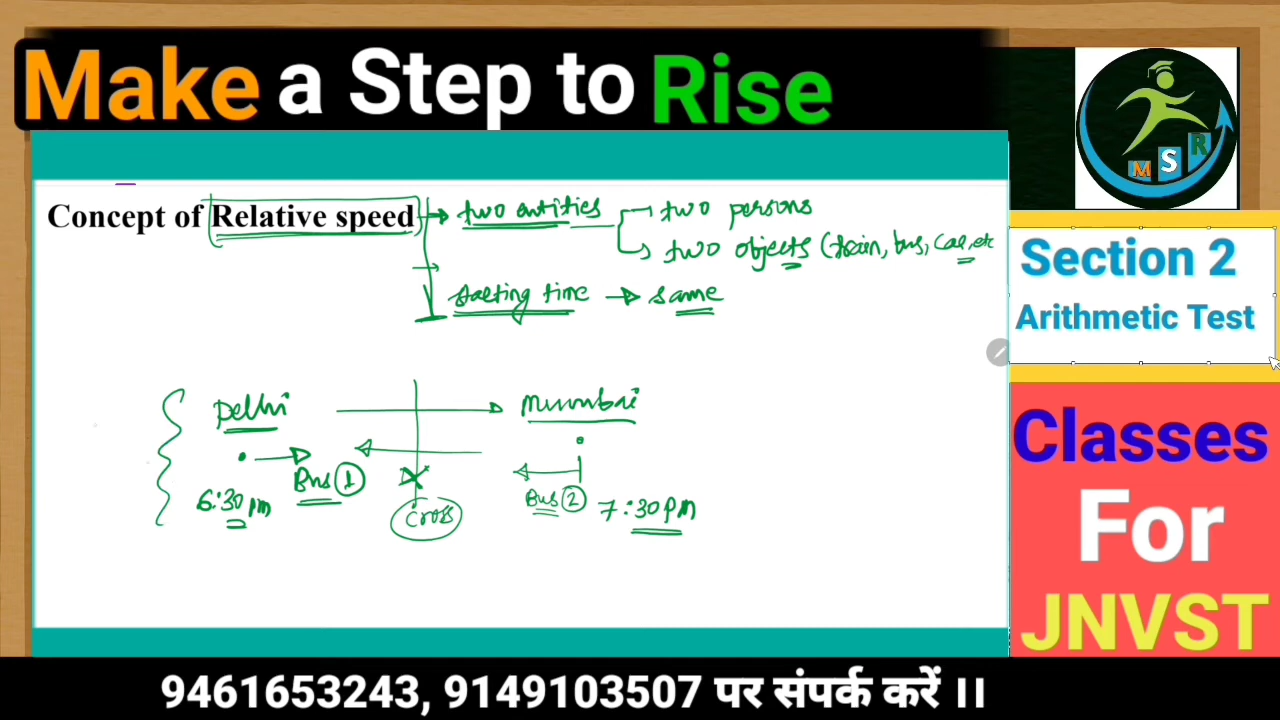 Make a Step to Rise
M S R
Concept of Relative speed → two entities → two persons
→ two objects (train, bus, car, etc
starting time → same
Section 2
Arithmetic Test
Delhi → Mumbai
Bus 1
Bus 2
6:30 pm
cross
7:30 pm
Classes
For
JNVST
9461653243, 9149103507 पर संपर्क करें ।।